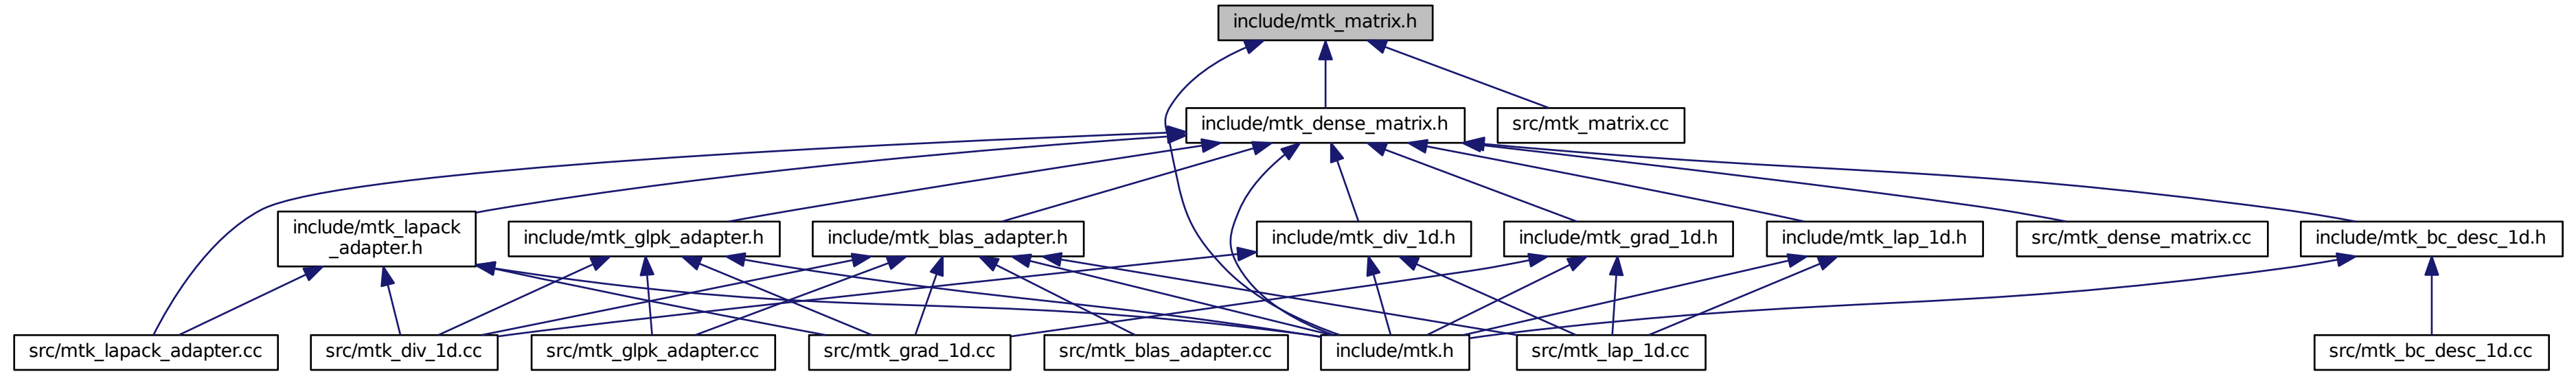 include/mtk_matrix.h
include/mtk_dense_matrix.h
src/mtk_matrix.cc
include/mtk_lapack
_adapter.h
include/mtk_glpk_adapter.h
include/mtk_blas_adapter.h
include/mtk_div_1d.h
include/mtk_grad_1d.h
include/mtk_lap_1d.h
src/mtk_dense_matrix.cc
include/mtk_bc_desc_1d.h
src/mtk_lapack_adapter.cc
src/mtk_div_1d.cc
src/mtk_glpk_adapter.cc
src/mtk_grad_1d.cc
src/mtk_blas_adapter.cc
include/mtk.h
src/mtk_lap_1d.cc
src/mtk_bc_desc_1d.cc